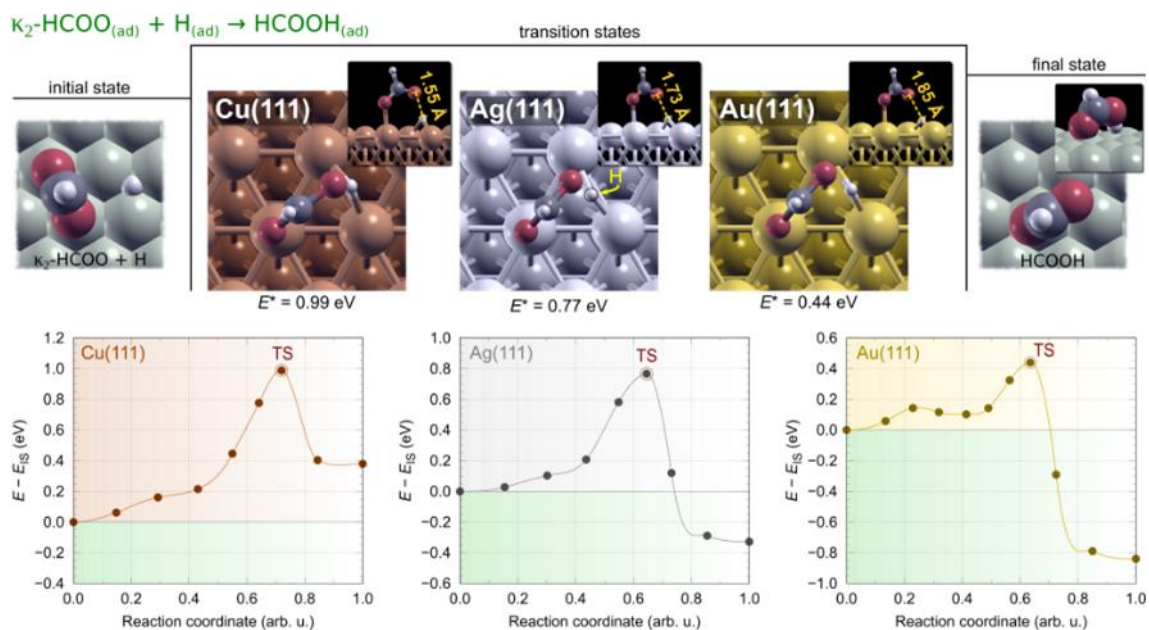 κ₂-HCOO(ad) + H(ad) → HCOOH(ad)
transition states
initial state
final state
Cu(111)
1.55 Å
Ag(111)
1.73 Å
Au(111)
1.85 Å
H
κ₂-HCOO + H
HCOOH
E* = 0.99 eV
E* = 0.77 eV
E* = 0.44 eV
Cu(111)
TS
E − E_IS (eV)
1.2
1.0
0.8
0.6
0.4
0.2
0.0
−0.2
−0.4
0.0 0.2 0.4 0.6 0.8 1.0
Reaction coordinate (arb. u.)
Ag(111)
TS
E − E_IS (eV)
1.0
0.8
0.6
0.4
0.2
0.0
−0.2
−0.4
−0.6
0.0 0.2 0.4 0.6 0.8 1.0
Reaction coordinate (arb. u.)
Au(111)
TS
E − E_IS (eV)
0.6
0.4
0.2
0.0
−0.2
−0.4
−0.6
−0.8
−1.0
0.0 0.2 0.4 0.6 0.8 1.0
Reaction coordinate (arb. u.)